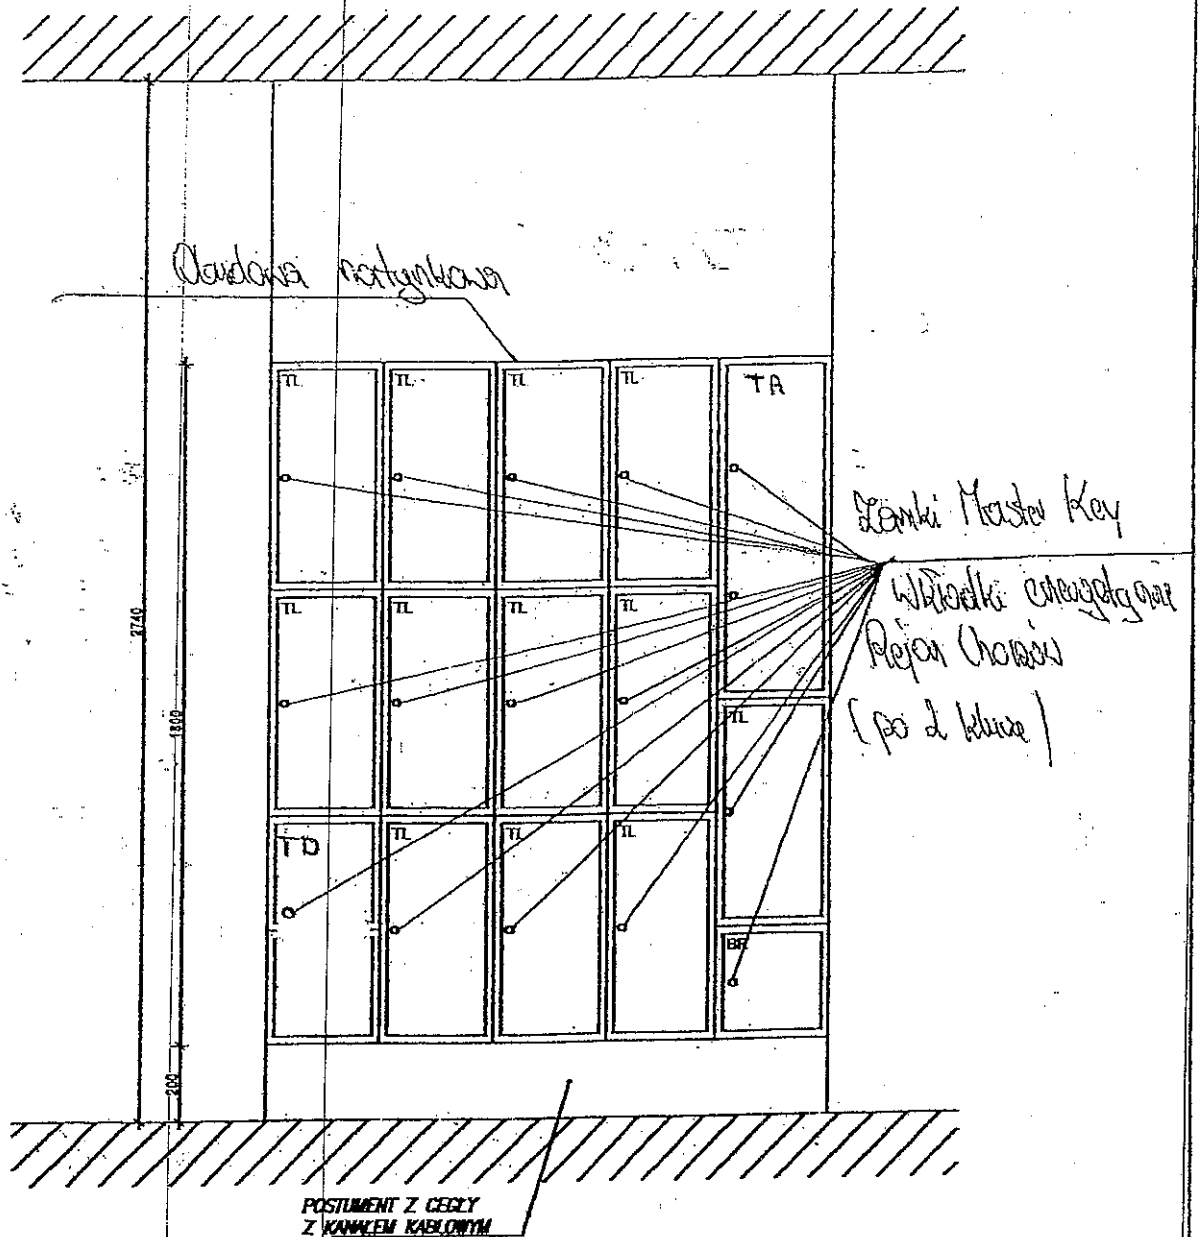 Obudowa natynkowa
TL TL TL TL TA
Zamki Master Key
Wkładki energetyczne
Rejon Chorzów
(po 2 klucze)
2740
1800
TL TL TL TL
TL
TD TL TL TL
BR
200
POSTUMENT Z CEGŁY
Z KANAŁEM KABLOWYM